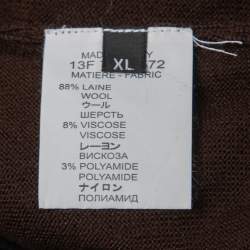 MAD
Y
XL
13F
72
MATIERE - FABRIC
88% LAINE
WOOL
ウール
ШЕРСТЬ
8% VISCOSE
VISCOSE
レーヨン
ВИСКОЗА
3% POLYAMIDE
POLYAMIDE
ナイロン
ПОЛИАМИД